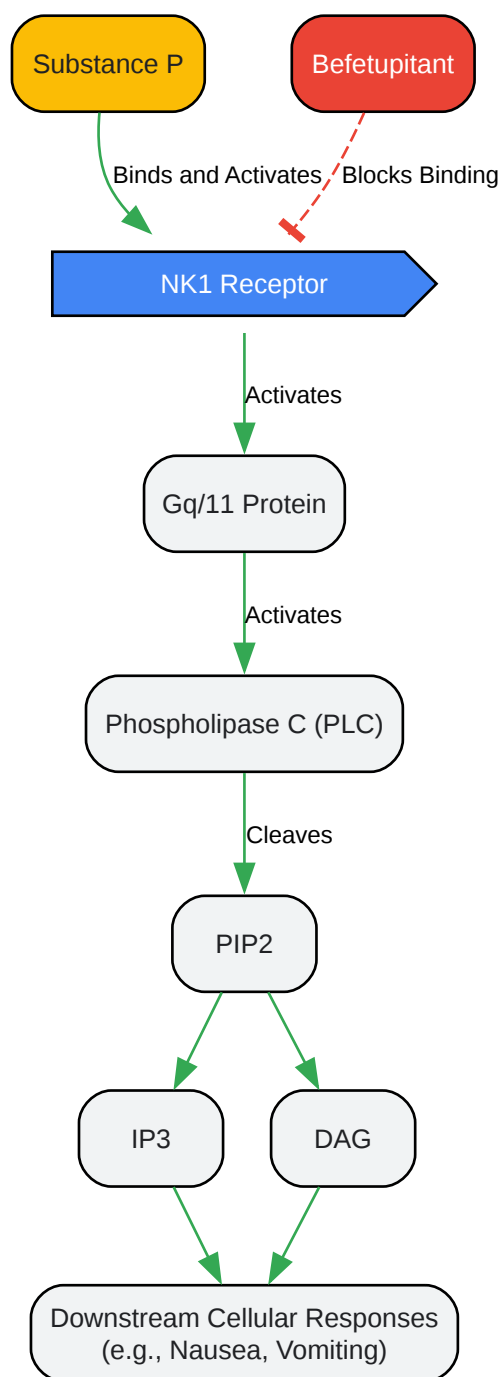 Substance P
Befetupitant
Binds and Activates
Blocks Binding
NK1 Receptor
Activates
Gq/11 Protein
Activates
Phospholipase C (PLC)
Cleaves
PIP2
IP3
DAG
Downstream Cellular Responses
(e.g., Nausea, Vomiting)